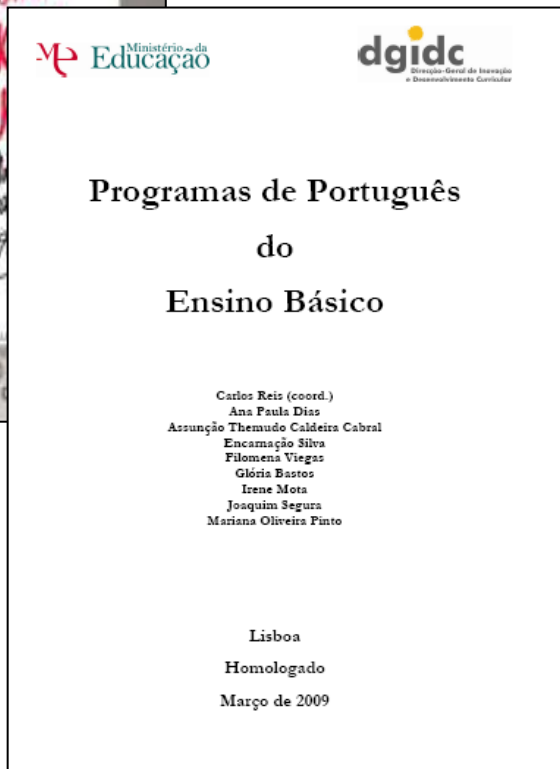 Ministério da
Educação
dgidc
Direcção-Geral de Inovação
e Desenvolvimento Curricular
Programas de Português
do
Ensino Básico
Carlos Reis (coord.)
Ana Paula Dias
Assunção Themudo Caldeira Cabral
Encarnação Silva
Filomena Viegas
Glória Bastos
Irene Mota
Joaquim Segura
Mariana Oliveira Pinto
Lisboa
Homologado
Março de 2009